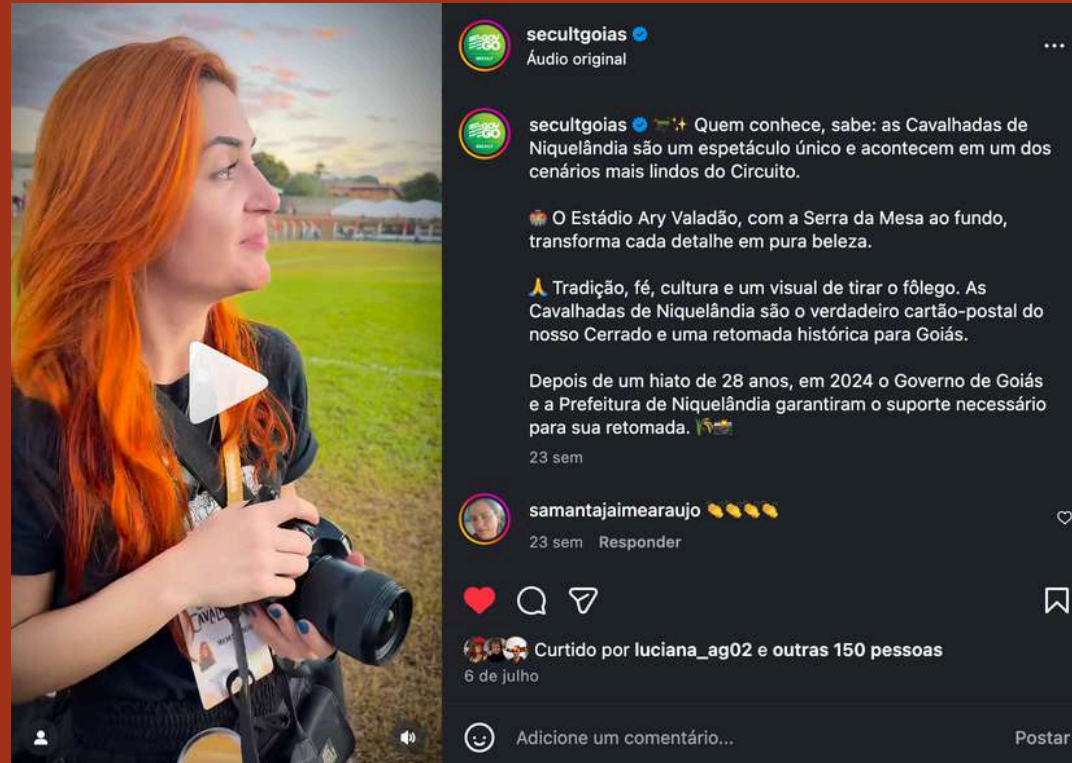 secultgoias
Áudio original
secultgoias 🐎✨ Quem conhece, sabe: as Cavalhadas de
Niquelândia são um espetáculo único e acontecem em um dos
cenários mais lindos do Circuito.
🏟️ O Estádio Ary Valadão, com a Serra da Mesa ao fundo,
transforma cada detalhe em pura beleza.
🙏 Tradição, fé, cultura e um visual de tirar o fôlego. As
Cavalhadas de Niquelândia são o verdadeiro cartão-postal do
nosso Cerrado e uma retomada histórica para Goiás.
Depois de um hiato de 28 anos, em 2024 o Governo de Goiás
e a Prefeitura de Niquelândia garantiram o suporte necessário
para sua retomada. 🌾📸
23 sem
samantajaimearaujo 👏👏👏👏
23 sem Responder
Curtido por luciana_ag02 e outras 150 pessoas
6 de julho
Adicione um comentário...
Postar